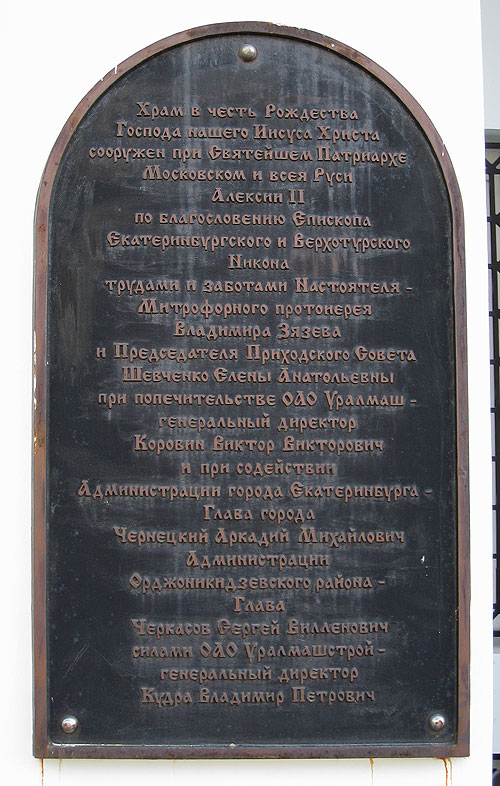 Храм в честь Рождества
Господа нашего Иисуса Христа
сооружен при Святейшем Патриархе
Московском и всея Руси
Алексии II
по благословению Епископа
Екатеринбургского и Верхотурского
Никона
трудами и заботами Настоятеля -
Митрофорного протоиерея
Владимира Зязева
и Председателя Приходского Совета
Шевченко Елены Анатольевны
при попечительстве ОАО Уралмаш -
генеральный директор
Коровин Виктор Викторович
и при содействии
Администрации города Екатеринбурга -
Глава города
Чернецкий Аркадий Михайлович
Администрации
Орджоникидзевского района -
Глава
Черкасов Сергей Вилленович
силами ОАО Уралмашстрой -
генеральный директор
Кудра Владимир Петрович